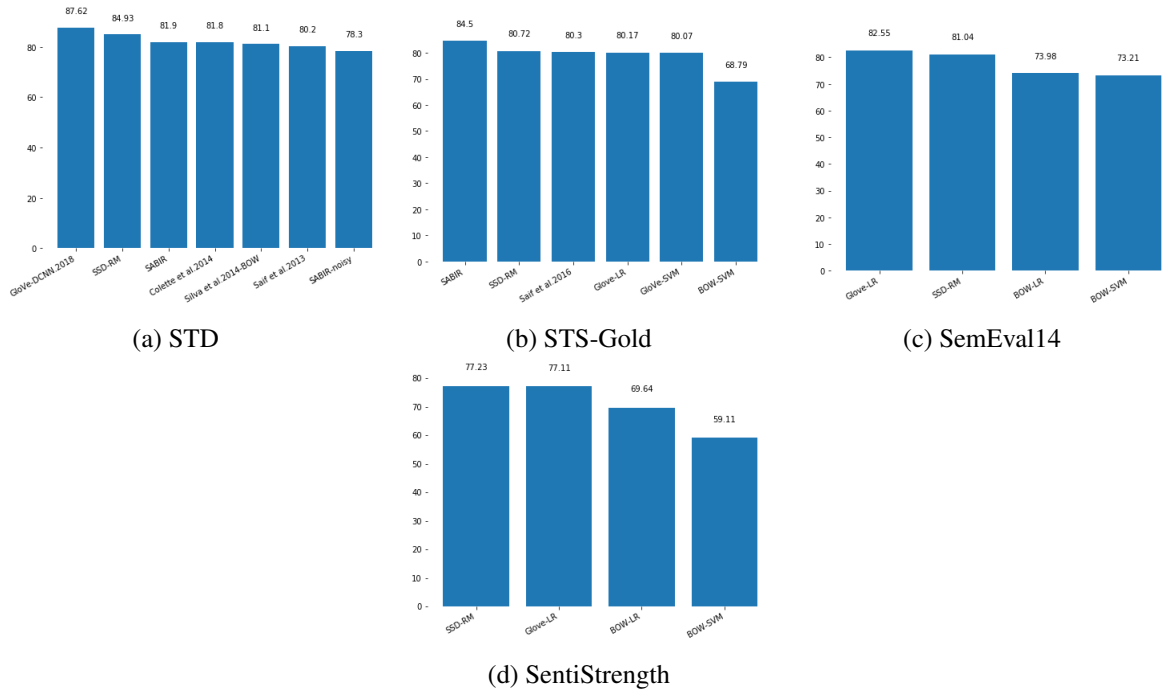 87.62 84.93 81.9 81.8 81.1 80.2 78.3
80
60
40
20
0
GloVe-DCNN 2018 SSD-RM SABIR Colette et al.2014 Silva et al.2014-BOW Saif et al.2013 SABIR-noisy
(a) STD
84.5 80.72 80.3 80.17 80.07 68.79
80
70
60
50
40
30
20
10
0
SABIR SSD-RM Saif et al.2016 Glove-LR GloVe-SVM BOW-SVM
(b) STS-Gold
82.55 81.04 73.98 73.21
80
70
60
50
40
30
20
10
0
Glove-LR SSD-RM BOW-LR BOW-SVM
(c) SemEval14
77.23 77.11 69.64 59.11
80
70
60
50
40
30
20
10
0
SSD-RM Glove-LR BOW-LR BOW-SVM
(d) SentiStrength